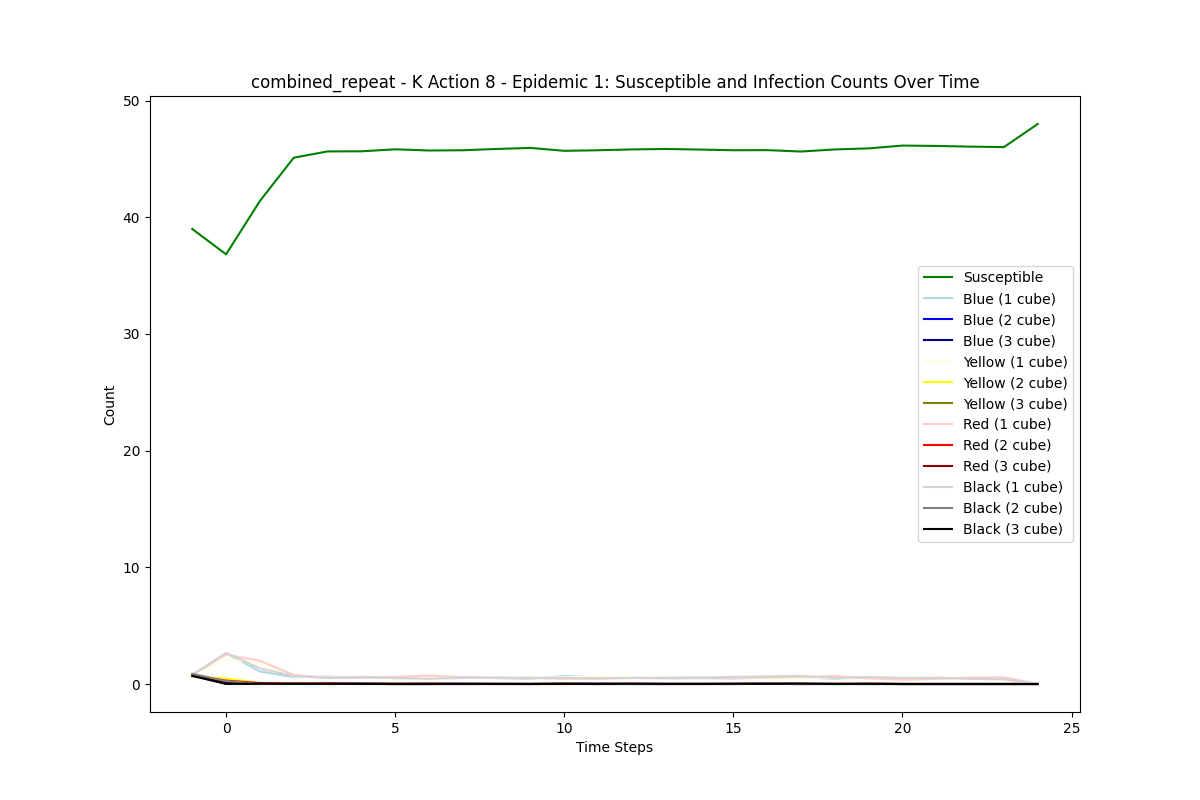 combined_repeat - K Action 8 - Epidemic 1: Susceptible and Infection Counts Over Time
50
40
30
20
10
0
Count
Susceptible
Blue (1 cube)
Blue (2 cube)
Blue (3 cube)
Yellow (1 cube)
Yellow (2 cube)
Yellow (3 cube)
Red (1 cube)
Red (2 cube)
Red (3 cube)
Black (1 cube)
Black (2 cube)
Black (3 cube)
0 5 10 15 20 25
Time Steps